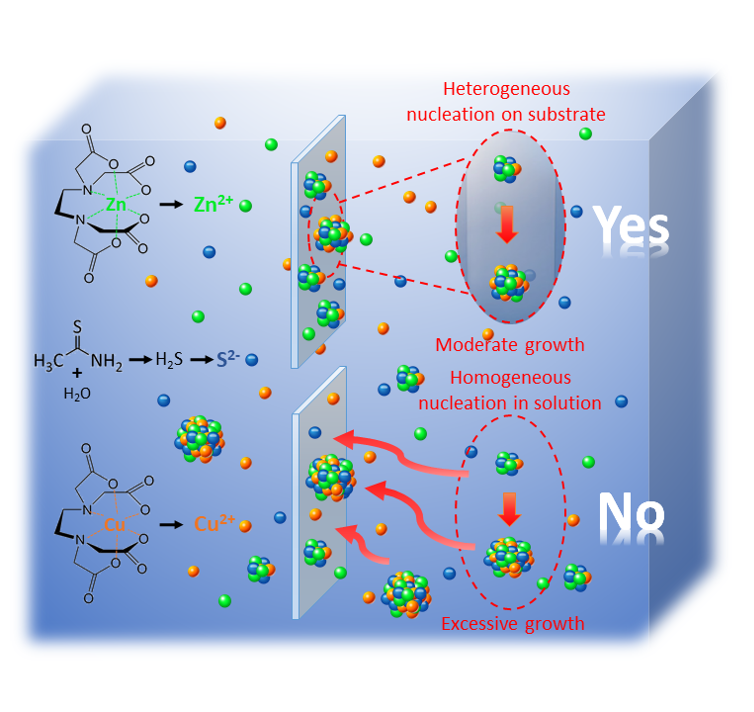 Heterogeneous
nucleation on substrate
O
O
O
O
N
Zn
N
O
O
O
O
Zn²⁺
Yes
Moderate growth
S
H₃C
NH₂
+
H₂O
H₂S
S²⁻
Homogeneous
nucleation in solution
O
O
O
O
N
Cu
N
O
O
O
O
Cu²⁺
No
Excessive growth